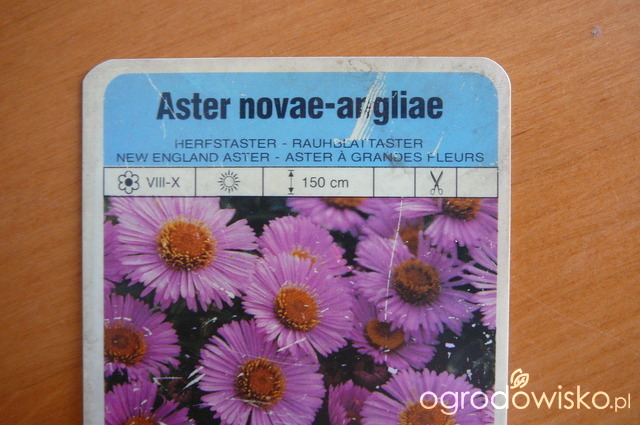 Aster novae-angliae
HERFSTASTER - RAUHBLATTASTER
NEW ENGLAND ASTER - ASTER À GRANDES FLEURS
VIII-X 150 cm
ogrodowisko.pl